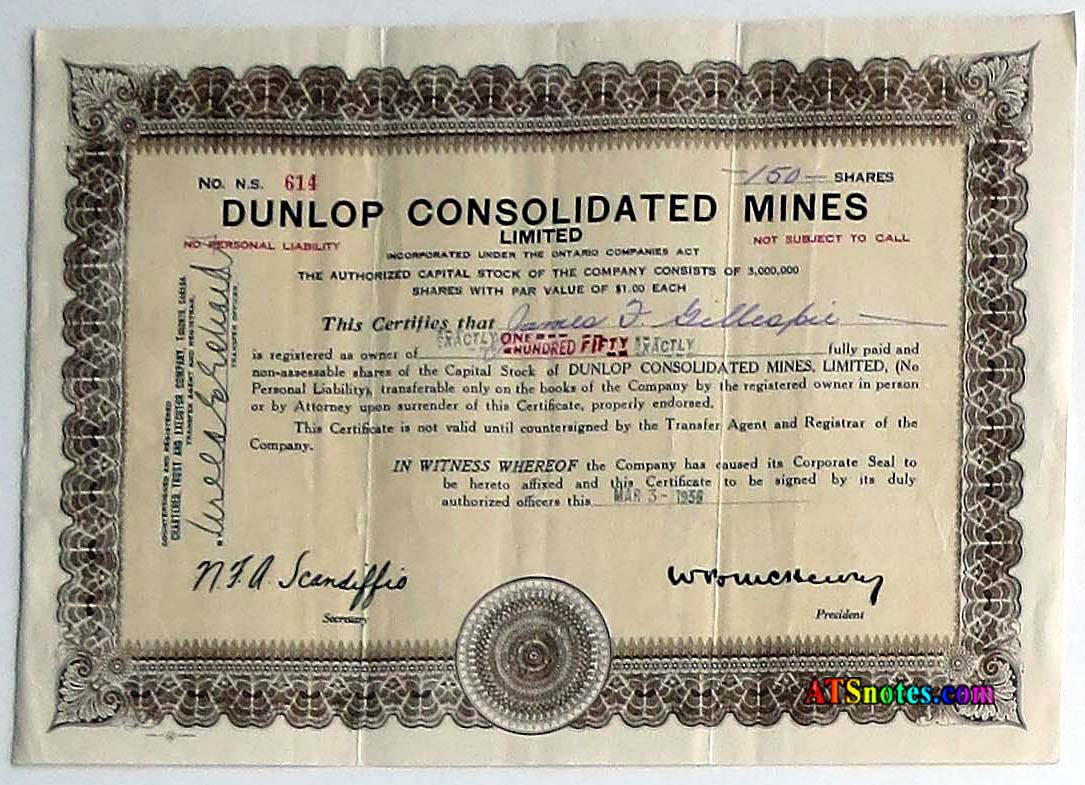 No. N.S. 614
—150— SHARES
DUNLOP CONSOLIDATED MINES
LIMITED
NO PERSONAL LIABILITY
NOT SUBJECT TO CALL
INCORPORATED UNDER THE ONTARIO COMPANIES ACT
THE AUTHORIZED CAPITAL STOCK OF THE COMPANY CONSISTS OF 3,000,000
SHARES WITH PAR VALUE OF $1.00 EACH
This Certifies that James F. Gillespie
EXACTLY ONE HUNDRED FIFTY EXACTLY
is registered as owner of fully paid and
non-assessable shares of the Capital Stock of DUNLOP CONSOLIDATED MINES, LIMITED, (No
Personal Liability), transferable only on the books of the Company by the registered owner in person
or by Attorney upon surrender of this Certificate, properly endorsed.
This Certificate is not valid until countersigned by the Transfer Agent and Registrar of the
Company.
IN WITNESS WHEREOF the Company has caused its Corporate Seal to
be hereto affixed and this Certificate to be signed by its duly
authorized officers this MAR 3 - 1936
COUNTERSIGNED AND REGISTERED
CHARTERED TRUST AND EXECUTOR COMPANY, TORONTO, CANADA
TRANSFER AGENT AND REGISTRAR,
TRANSFER OFFICER
N.F.A. Scandiffio
Secretary
President
ATSnotes.com